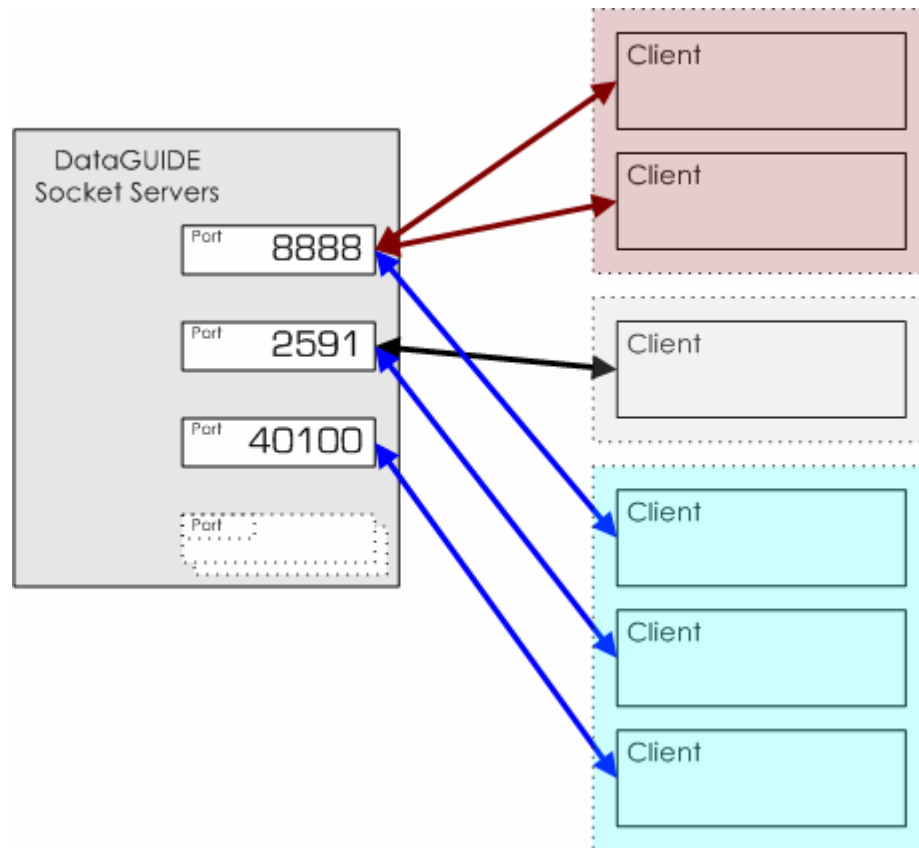 DataGUIDE
Socket Servers
Port 8888
Port 2591
Port 40100
Port
Client
Client
Client
Client
Client
Client